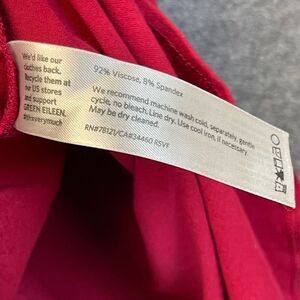 We'd like our
clothes back.
Recycle them at
our US stores
and support
GREEN EILEEN.
#itisverymuch
92% Viscose, 8% Spandex
We recommend machine wash cold, separately, gentle
cycle, no bleach. Line dry. Use cool iron, if necessary.
May be dry cleaned.
RN#78121/CA#34460 RSVF